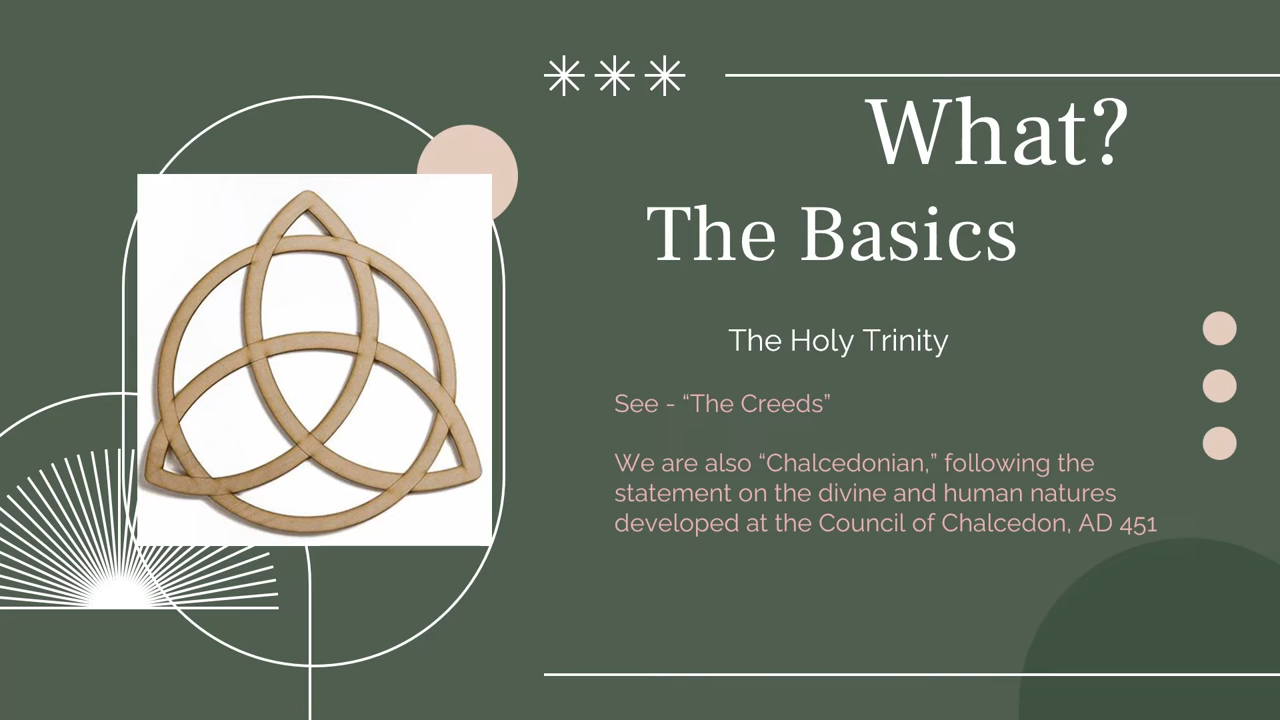 What?
The Basics
The Holy Trinity
See - “The Creeds”
We are also “Chalcedonian,” following the
statement on the divine and human natures
developed at the Council of Chalcedon, AD 451